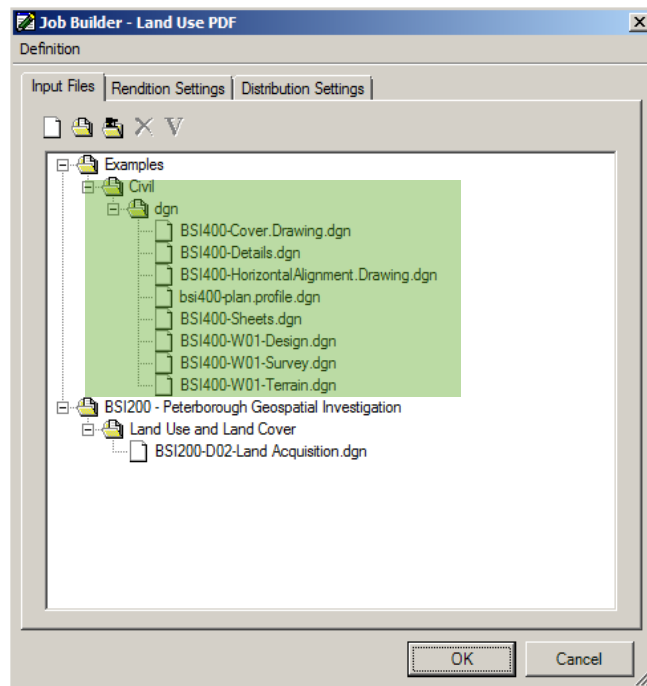 Job Builder - Land Use PDF
Definition
Input Files Rendition Settings Distribution Settings
V
Examples
Civil
dgn
BSI400-Cover.Drawing.dgn
BSI400-Details.dgn
BSI400-HorizontalAlignment.Drawing.dgn
bsi400-plan.profile.dgn
BSI400-Sheets.dgn
BSI400-W01-Design.dgn
BSI400-W01-Survey.dgn
BSI400-W01-Terrain.dgn
BSI200 - Peterborough Geospatial Investigation
Land Use and Land Cover
BSI200-D02-Land Acquisition.dgn
OK Cancel